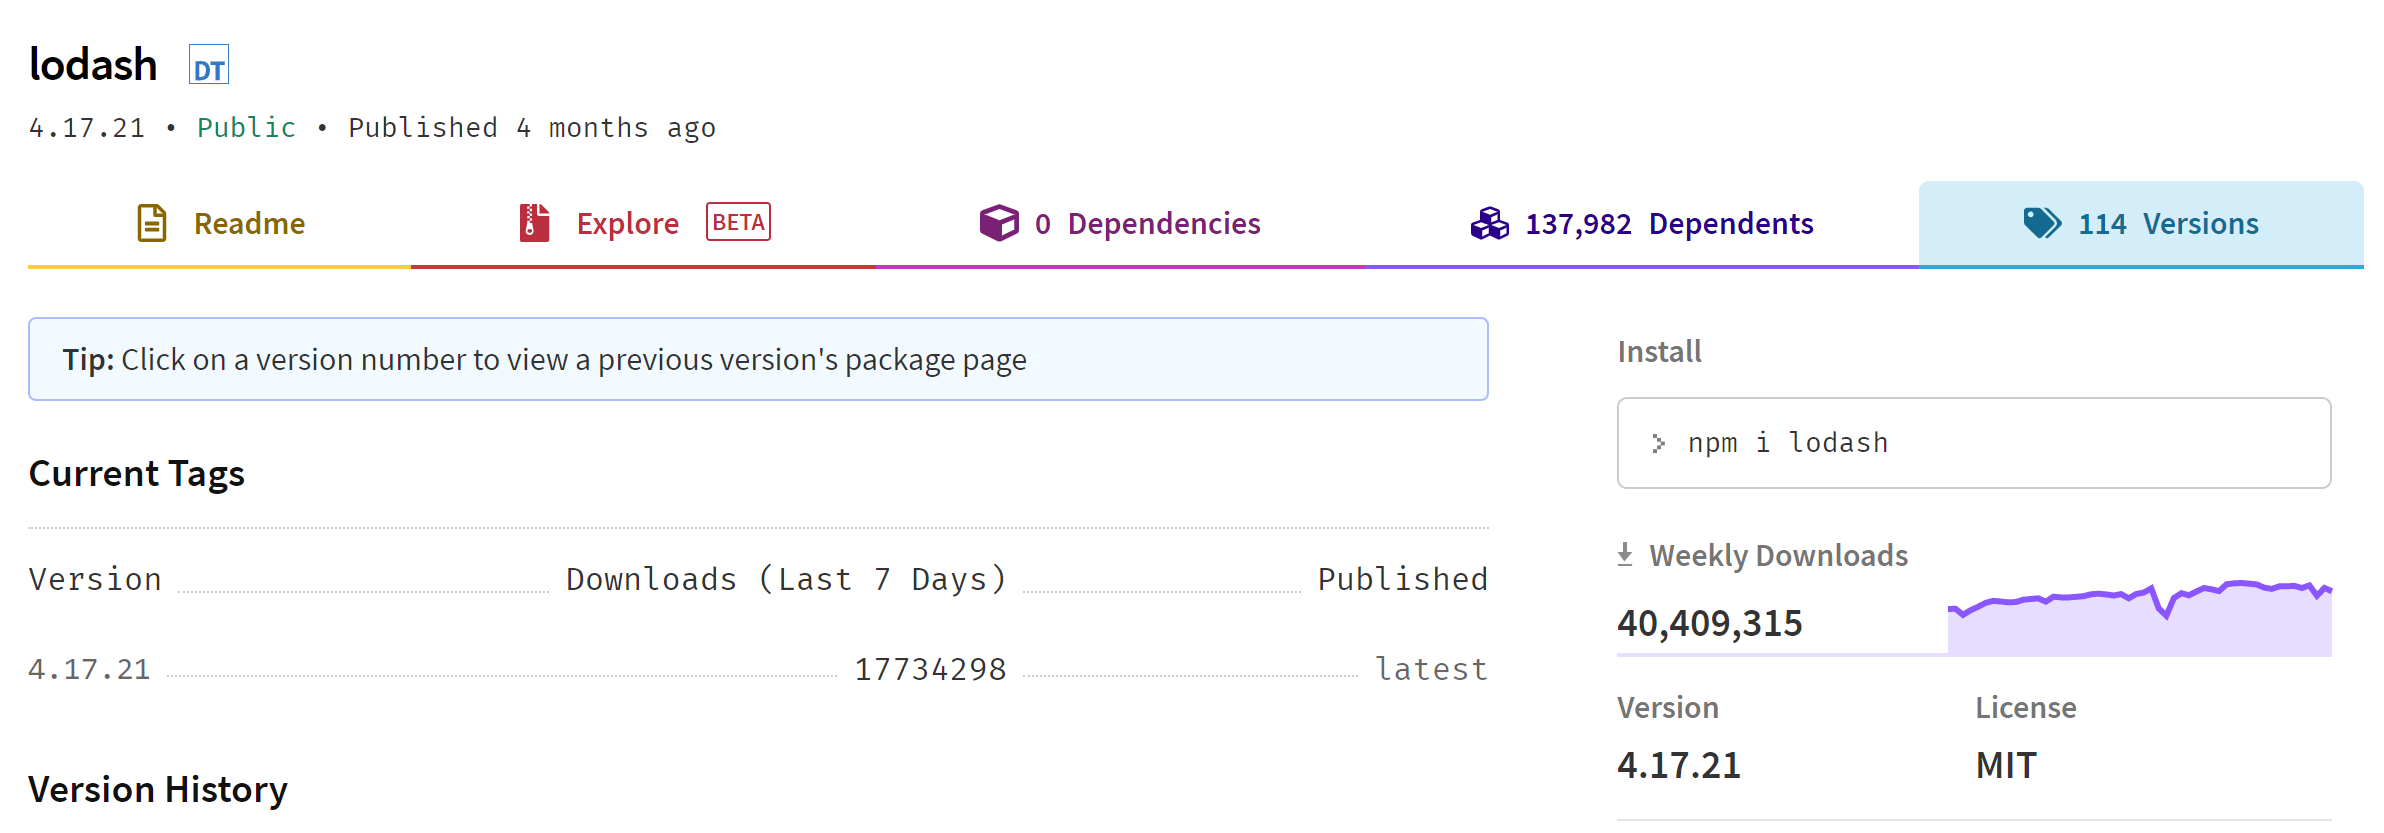 lodash DT
4.17.21 • Public • Published 4 months ago
Readme
Explore BETA
0 Dependencies
137,982 Dependents
114 Versions
Tip: Click on a version number to view a previous version's package page
Current Tags
Version Downloads (Last 7 Days) Published
4.17.21 17734298 latest
Version History
Install
npm i lodash
Weekly Downloads
40,409,315
Version License
4.17.21 MIT